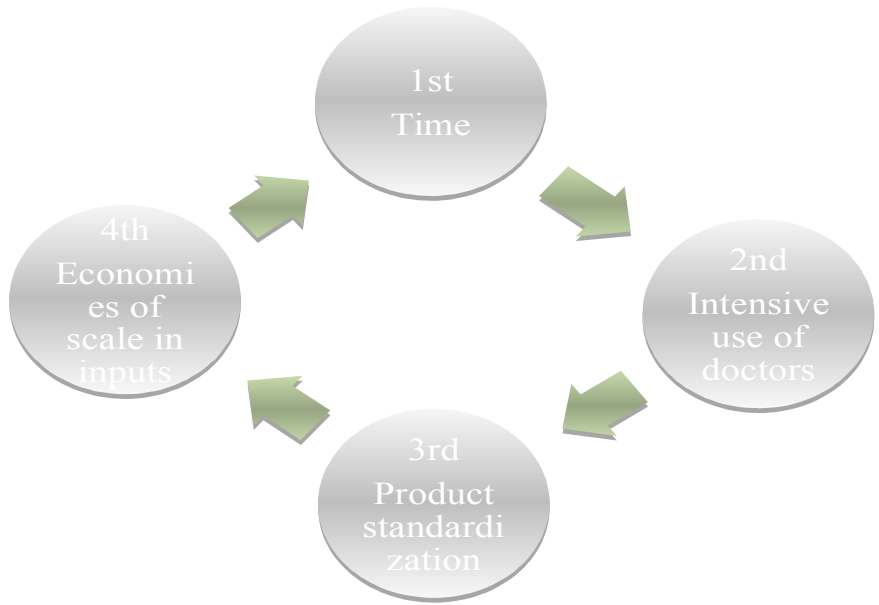 1st
Time
2nd
Intensive
use of
doctors
3rd
Product
standardi
zation
4th
Economi
es of
scale in
inputs